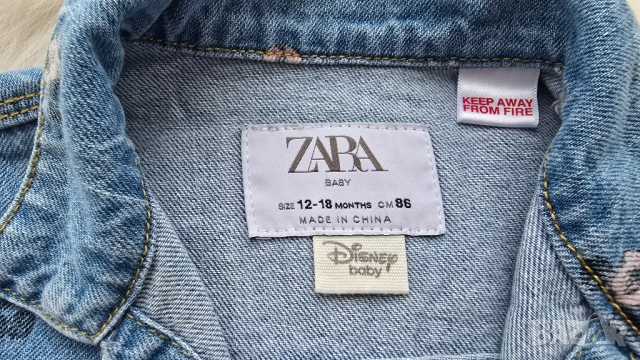 KEEP AWAY
FROM FIRE
ZARA
BABY
SIZE 12-18 MONTHS CM 86
MADE IN CHINA
Disney
baby